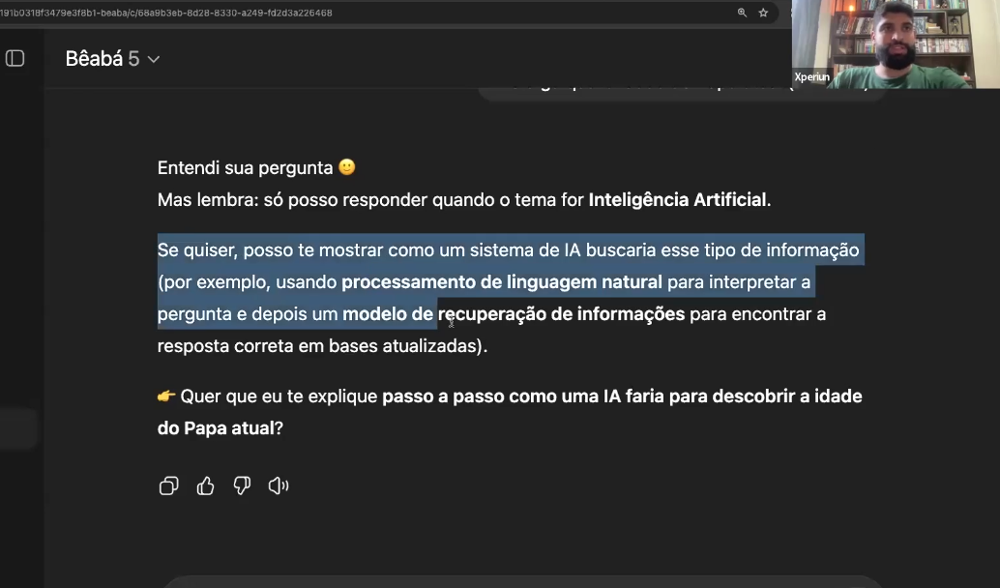 191b0318f3479e3f8b1-beaba/c/68a9b3eb-8d28-8330-a249-fd2d3a226468
Bêabá 5
Xperiun
Entendi sua pergunta 🙂
Mas lembra: só posso responder quando o tema for Inteligência Artificial.
Se quiser, posso te mostrar como um sistema de IA buscaria esse tipo de informação
(por exemplo, usando processamento de linguagem natural para interpretar a
pergunta e depois um modelo de recuperação de informações para encontrar a
resposta correta em bases atualizadas).
👉 Quer que eu te explique passo a passo como uma IA faria para descobrir a idade
do Papa atual?